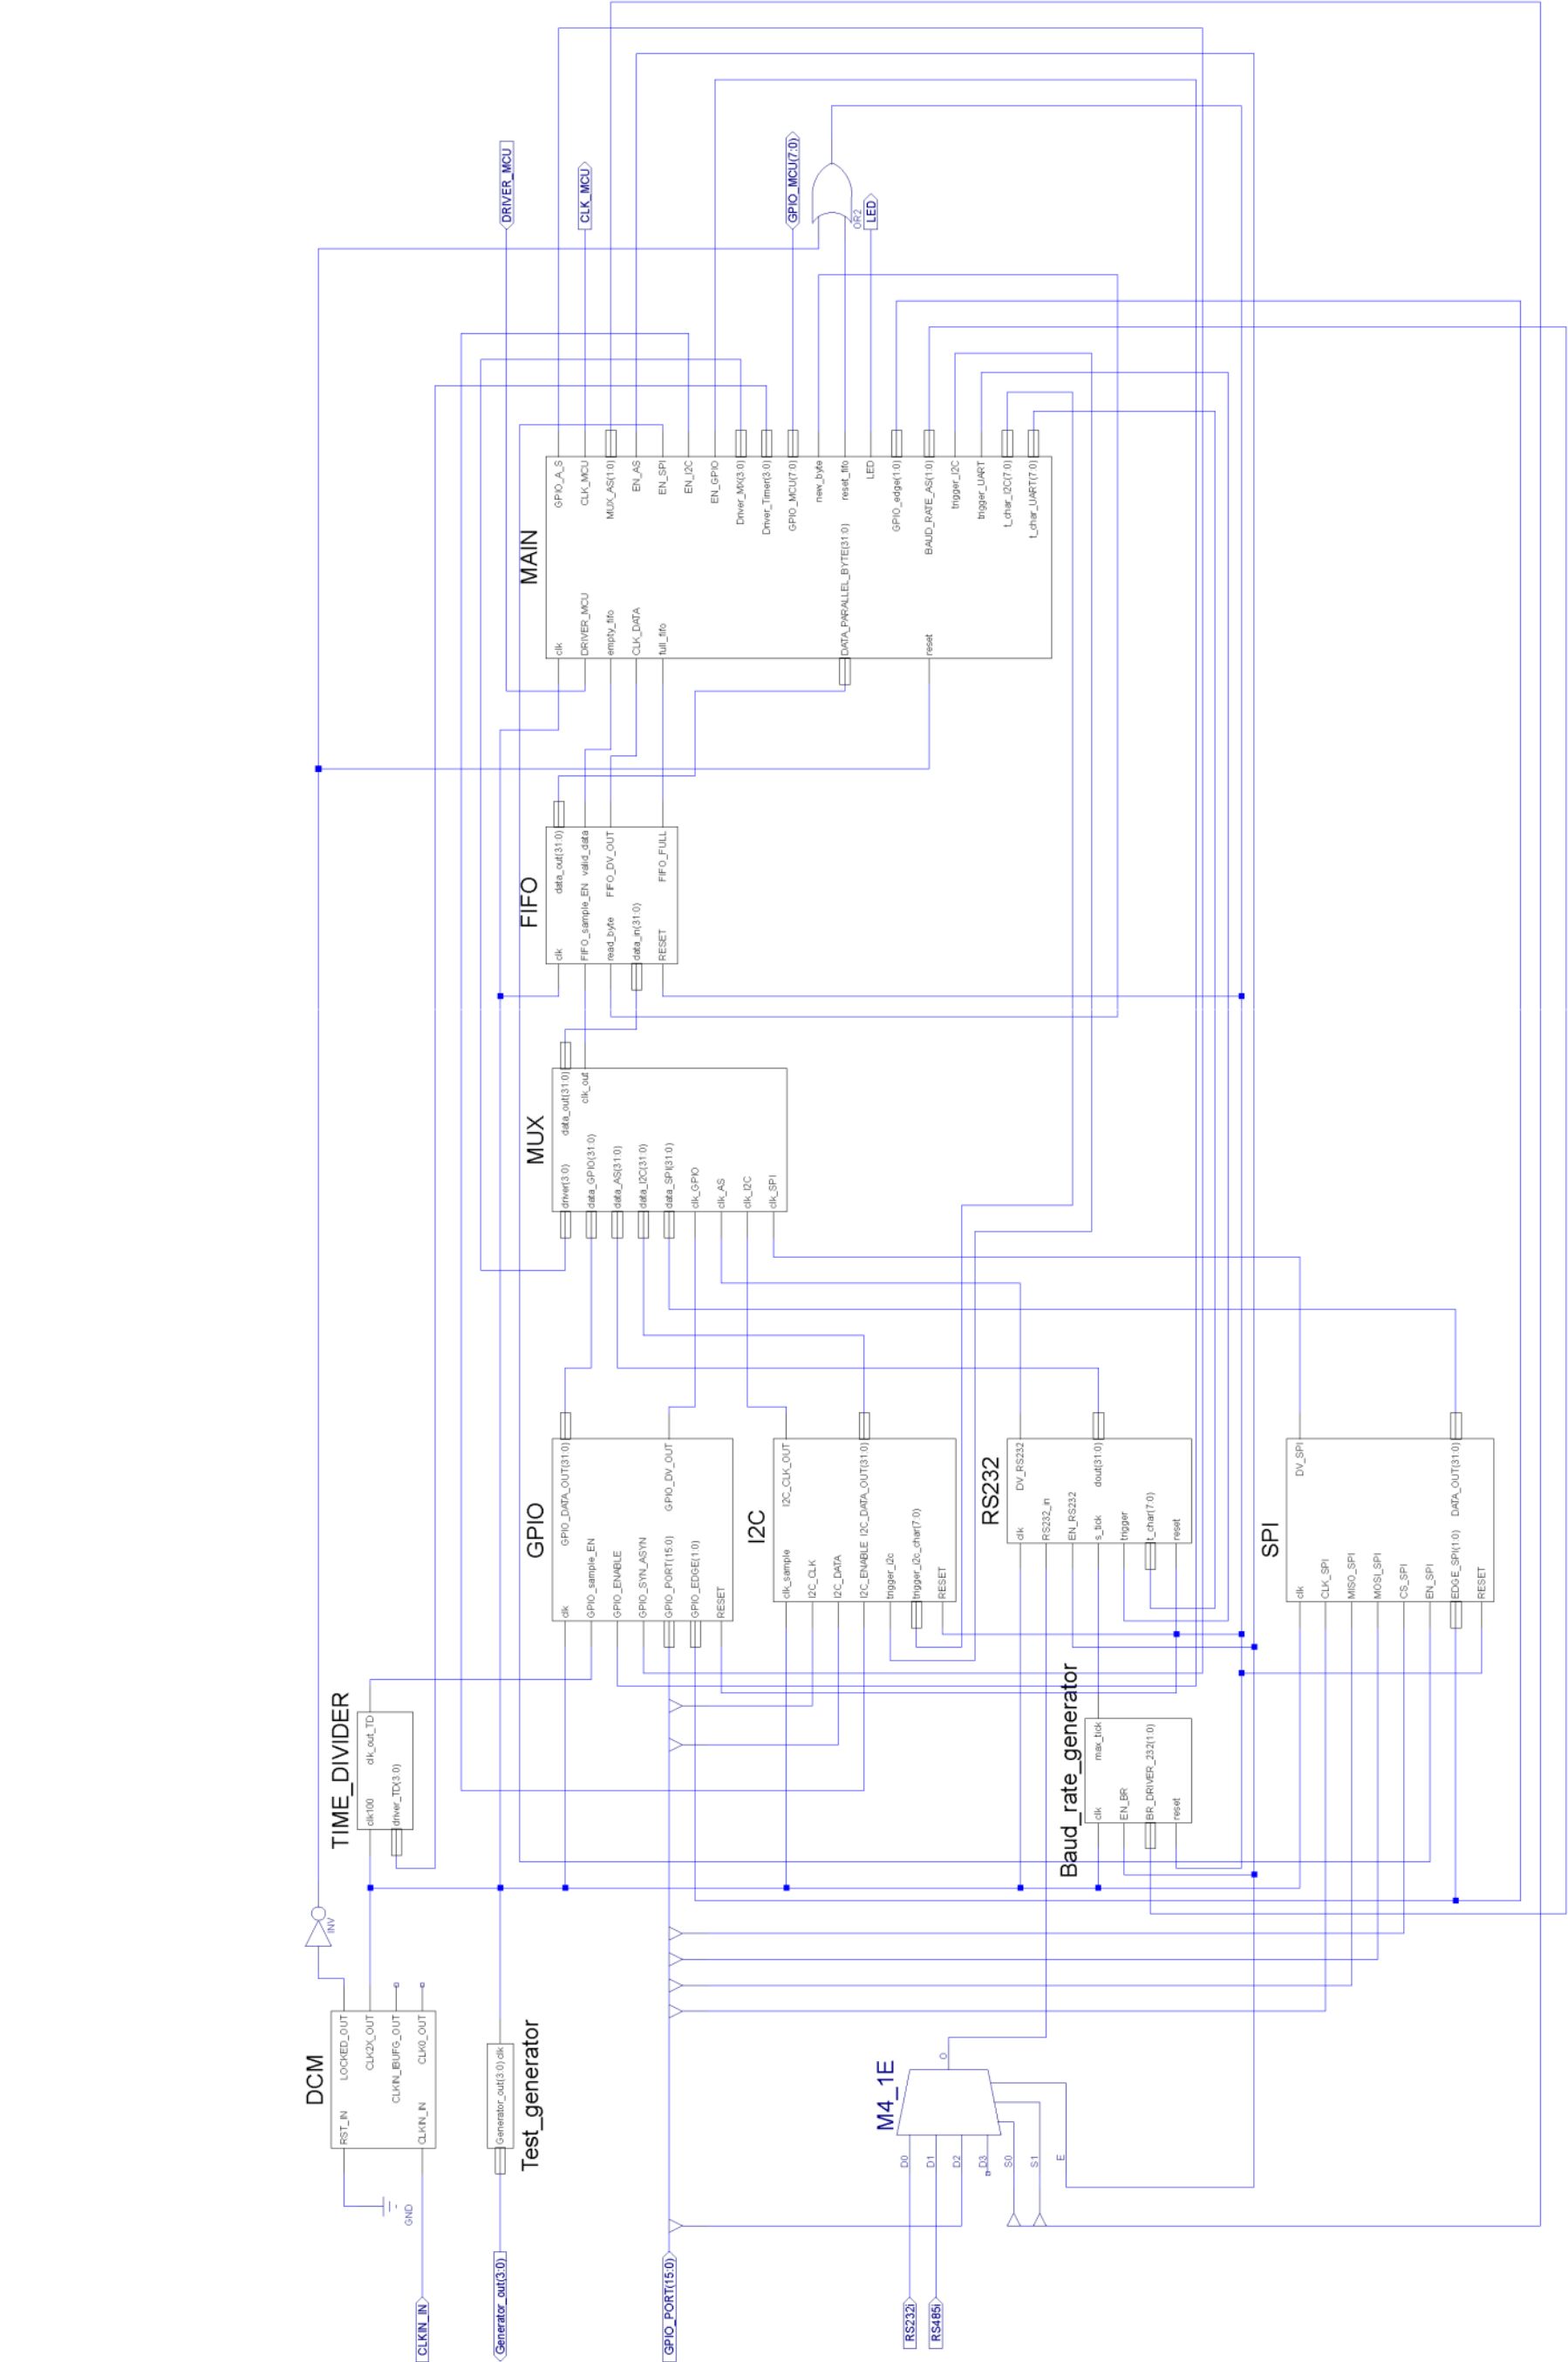 DCM
RST_IN
LOCKED_OUT
CLK2X_OUT
CLKIN_IBUFG_OUT
CLKIN_IN
CLK0_OUT
GND
INV
CLKIN_IN
TIME_DIVIDER
clk100
clk_out_TD
driver_TD(3:0)
Generator_out(3:0)
Generator_out(3:0)
clk
Test_generator
GPIO_PORT(15:0)
GPIO
clk
GPIO_DATA_OUT(31:0)
GPIO_sample_EN
GPIO_ENABLE
GPIO_SYN_ASYN
GPIO_PORT(15:0)
GPIO_DV_OUT
GPIO_EDGE(1:0)
RESET
I2C
clk_sample
I2C_CLK_OUT
I2C_CLK
I2C_DATA
I2C_ENABLE
I2C_DATA_OUT(31:0)
trigger_i2c
trigger_i2c_char(7:0)
RESET
M4_1E
RS232i
RS485i
D0
D1
D2
D3
S0
S1
E
O
RS232
clk
DV_RS232
RS232_in
EN_RS232
s_tick
dout(31:0)
trigger
t_char(7:0)
reset
Baud_rate_generator
clk
max_tick
EN_BR
BR_DRIVER_232(1:0)
reset
SPI
clk
DV_SPI
CLK_SPI
MISO_SPI
MOSI_SPI
CS_SPI
EN_SPI
EDGE_SPI(1:0)
DATA_OUT(31:0)
RESET
MUX
driver(3:0)
data_out(31:0)
data_GPIO(31:0)
clk_out
data_AS(31:0)
data_I2C(31:0)
data_SPI(31:0)
clk_GPIO
clk_AS
clk_I2C
clk_SPI
FIFO
clk
data_out(31:0)
FIFO_sample_EN
valid_data
read_byte
FIFO_DV_OUT
data_in(31:0)
RESET
FIFO_FULL
MAIN
clk
GPIO_A_S
DRIVER_MCU
CLK_MCU
empty_fifo
MUX_AS(1:0)
CLK_DATA
EN_AS
full_fifo
EN_SPI
EN_I2C
EN_GPIO
Driver_MX(3:0)
Driver_Timer(3:0)
GPIO_MCU(7:0)
new_byte
DATA_PARALLEL_BYTE(31:0)
reset_fifo
LED
GPIO_edge(1:0)
reset
BAUD_RATE_AS(1:0)
trigger_I2C
trigger_UART
t_char_I2C(7:0)
t_char_UART(7:0)
DRIVER_MCU
CLK_MCU
GPIO_MCU(7:0)
OR2
LED